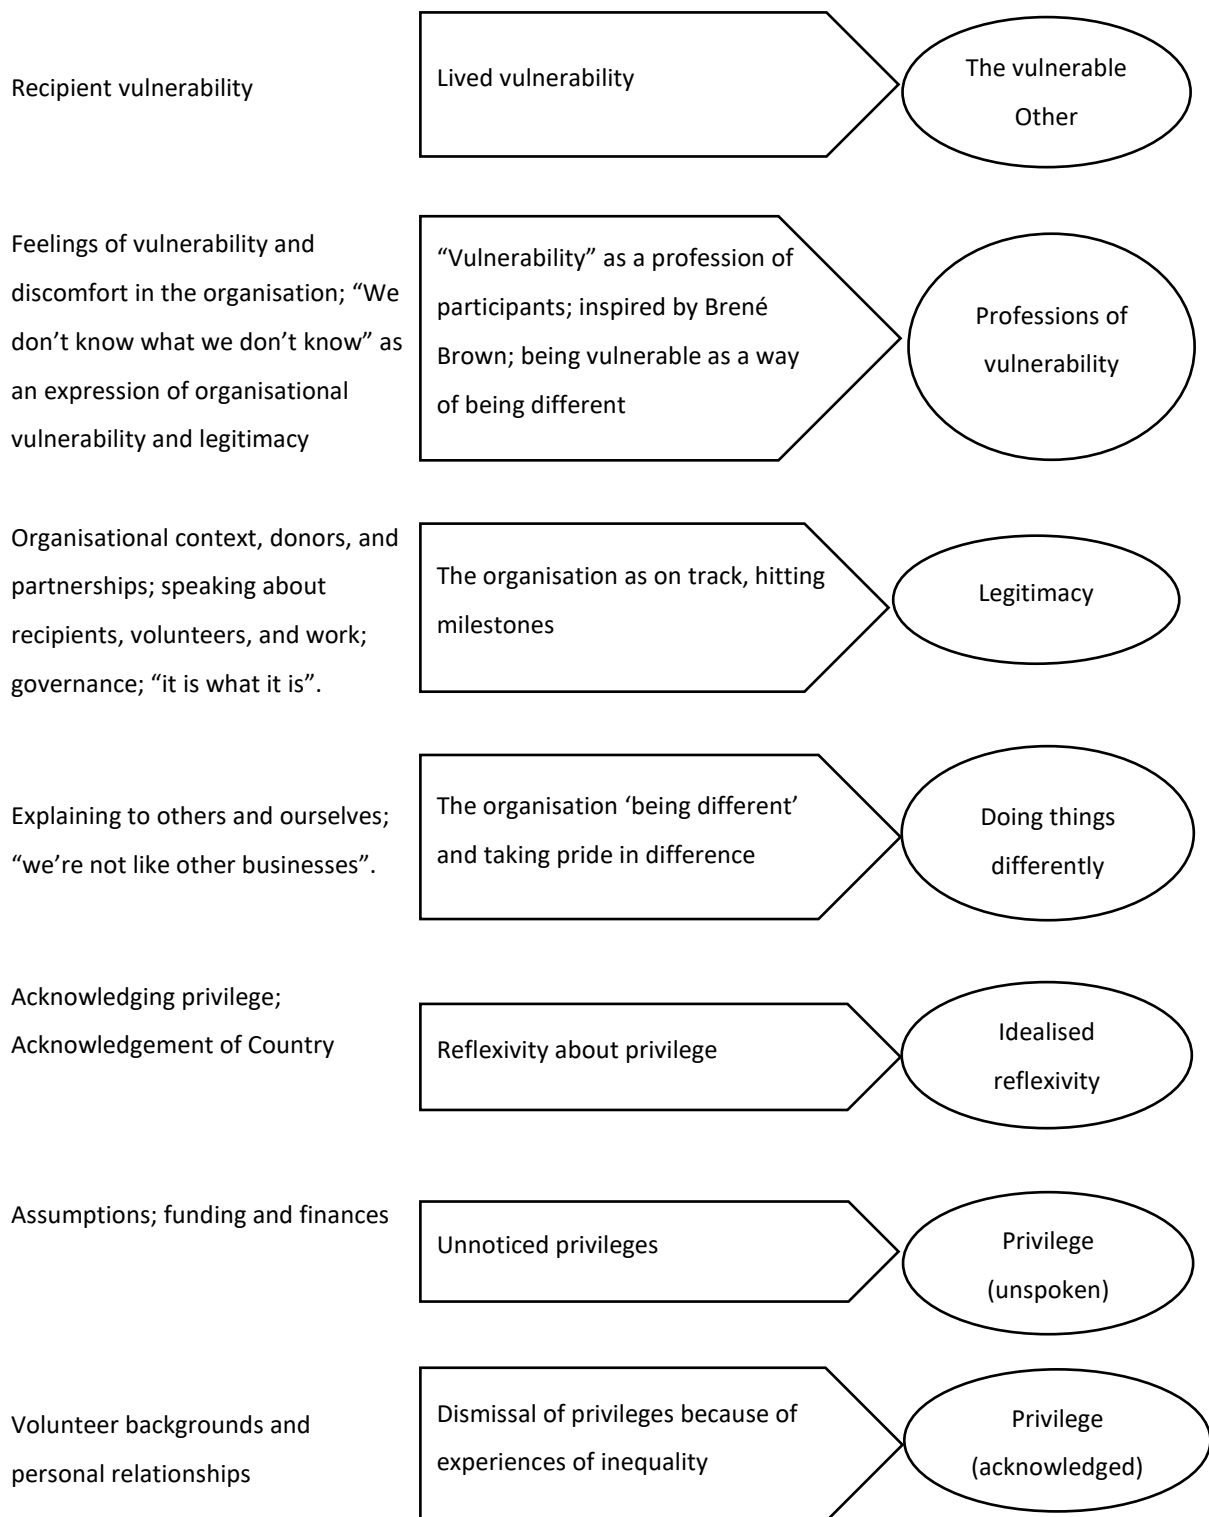 Recipient vulnerability
Lived vulnerability
The vulnerable
Other
Feelings of vulnerability and
discomfort in the organisation; “We
don’t know what we don’t know” as
an expression of organisational
vulnerability and legitimacy
“Vulnerability” as a profession of
participants; inspired by Brené
Brown; being vulnerable as a way
of being different
Professions of
vulnerability
Organisational context, donors, and
partnerships; speaking about
recipients, volunteers, and work;
governance; “it is what it is”.
The organisation as on track, hitting
milestones
Legitimacy
Explaining to others and ourselves;
“we’re not like other businesses”.
The organisation ‘being different’
and taking pride in difference
Doing things
differently
Acknowledging privilege;
Acknowledgement of Country
Reflexivity about privilege
Idealised
reflexivity
Assumptions; funding and finances
Unnoticed privileges
Privilege
(unspoken)
Volunteer backgrounds and
personal relationships
Dismissal of privileges because of
experiences of inequality
Privilege
(acknowledged)